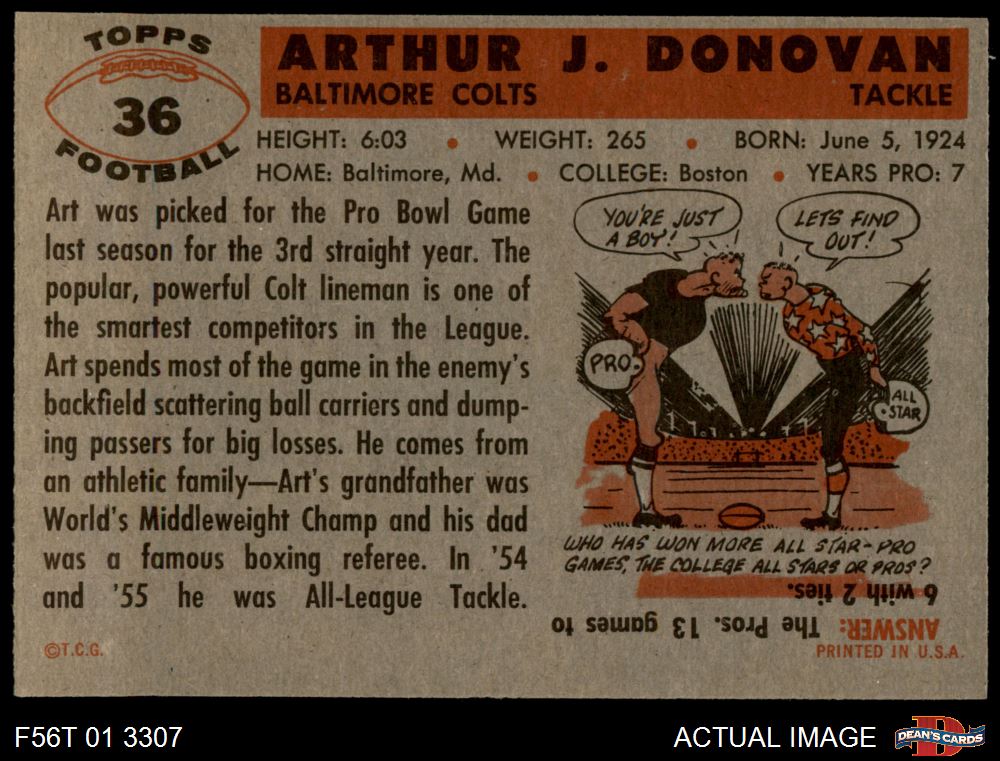 TOPPS
36
FOOTBALL
ARTHUR J. DONOVAN
BALTIMORE COLTS TACKLE
HEIGHT: 6:03 • WEIGHT: 265 • BORN: June 5, 1924
HOME: Baltimore, Md. • COLLEGE: Boston • YEARS PRO: 7
Art was picked for the Pro Bowl Game
last season for the 3rd straight year. The
popular, powerful Colt lineman is one of
the smartest competitors in the League.
Art spends most of the game in the enemy's
backfield scattering ball carriers and dump-
ing passers for big losses. He comes from
an athletic family—Art's grandfather was
World's Middleweight Champ and his dad
was a famous boxing referee. In '54
and '55 he was All-League Tackle.
©T.C.G.
YOU'RE JUST
A BOY!
LETS FIND
OUT!
PRO.
ALL
STAR
WHO HAS WON MORE ALL STAR-PRO
GAMES, THE COLLEGE ALL STARS OR PROS?
ANSWER: The Pros. 13 games to
6 with 2 ties.
PRINTED IN U.S.A.
F56T 01 3307
ACTUAL IMAGE
D
DEAN'S CARDS